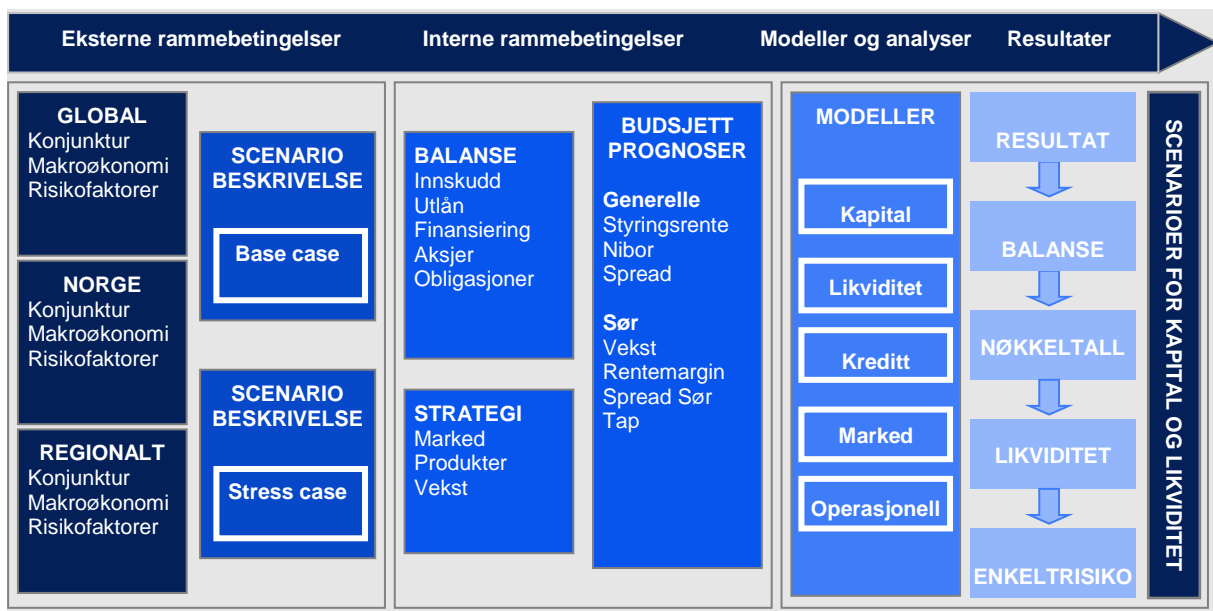 Eksterne rammebetingelser
Interne rammebetingelser
Modeller og analyser
Resultater
GLOBAL
Konjunktur
Makroøkonomi
Risikofaktorer
NORGE
Konjunktur
Makroøkonomi
Risikofaktorer
REGIONALT
Konjunktur
Makroøkonomi
Risikofaktorer
SCENARIO
BESKRIVELSE
Base case
SCENARIO
BESKRIVELSE
Stress case
BALANSE
Innskudd
Utlån
Finansiering
Aksjer
Obligasjoner
STRATEGI
Marked
Produkter
Vekst
BUDSJETT
PROGNOSER
Generelle
Styringsrente
Nibor
Spread
Sør
Vekst
Rentemargin
Spread Sør
Tap
MODELLER
Kapital
Likviditet
Kreditt
Marked
Operasjonell
RESULTAT
BALANSE
NØKKELTALL
LIKVIDITET
ENKELTRISIKO
SCENARIOER FOR KAPITAL OG LIKVIDITET